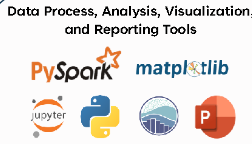 Data Process, Analysis, Visualization,
and Reporting Tools
PySpark
matplotlib
jupyter
P